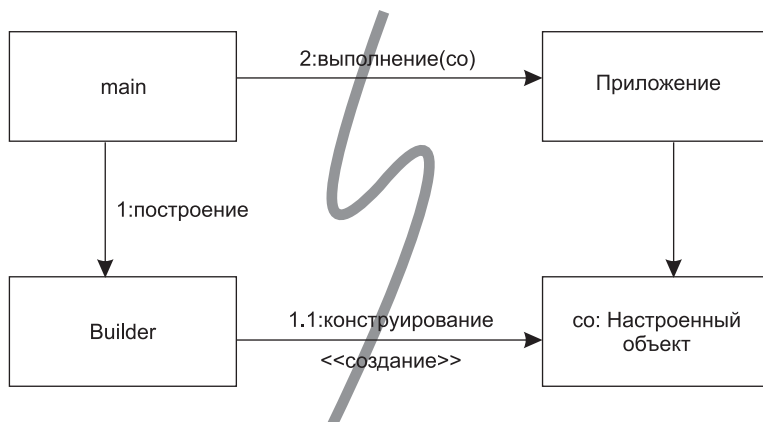 2:выполнение(со)
main
Приложение
1:построение
Builder
1.1:конструирование
<<создание>>
со: Настроенный
объект